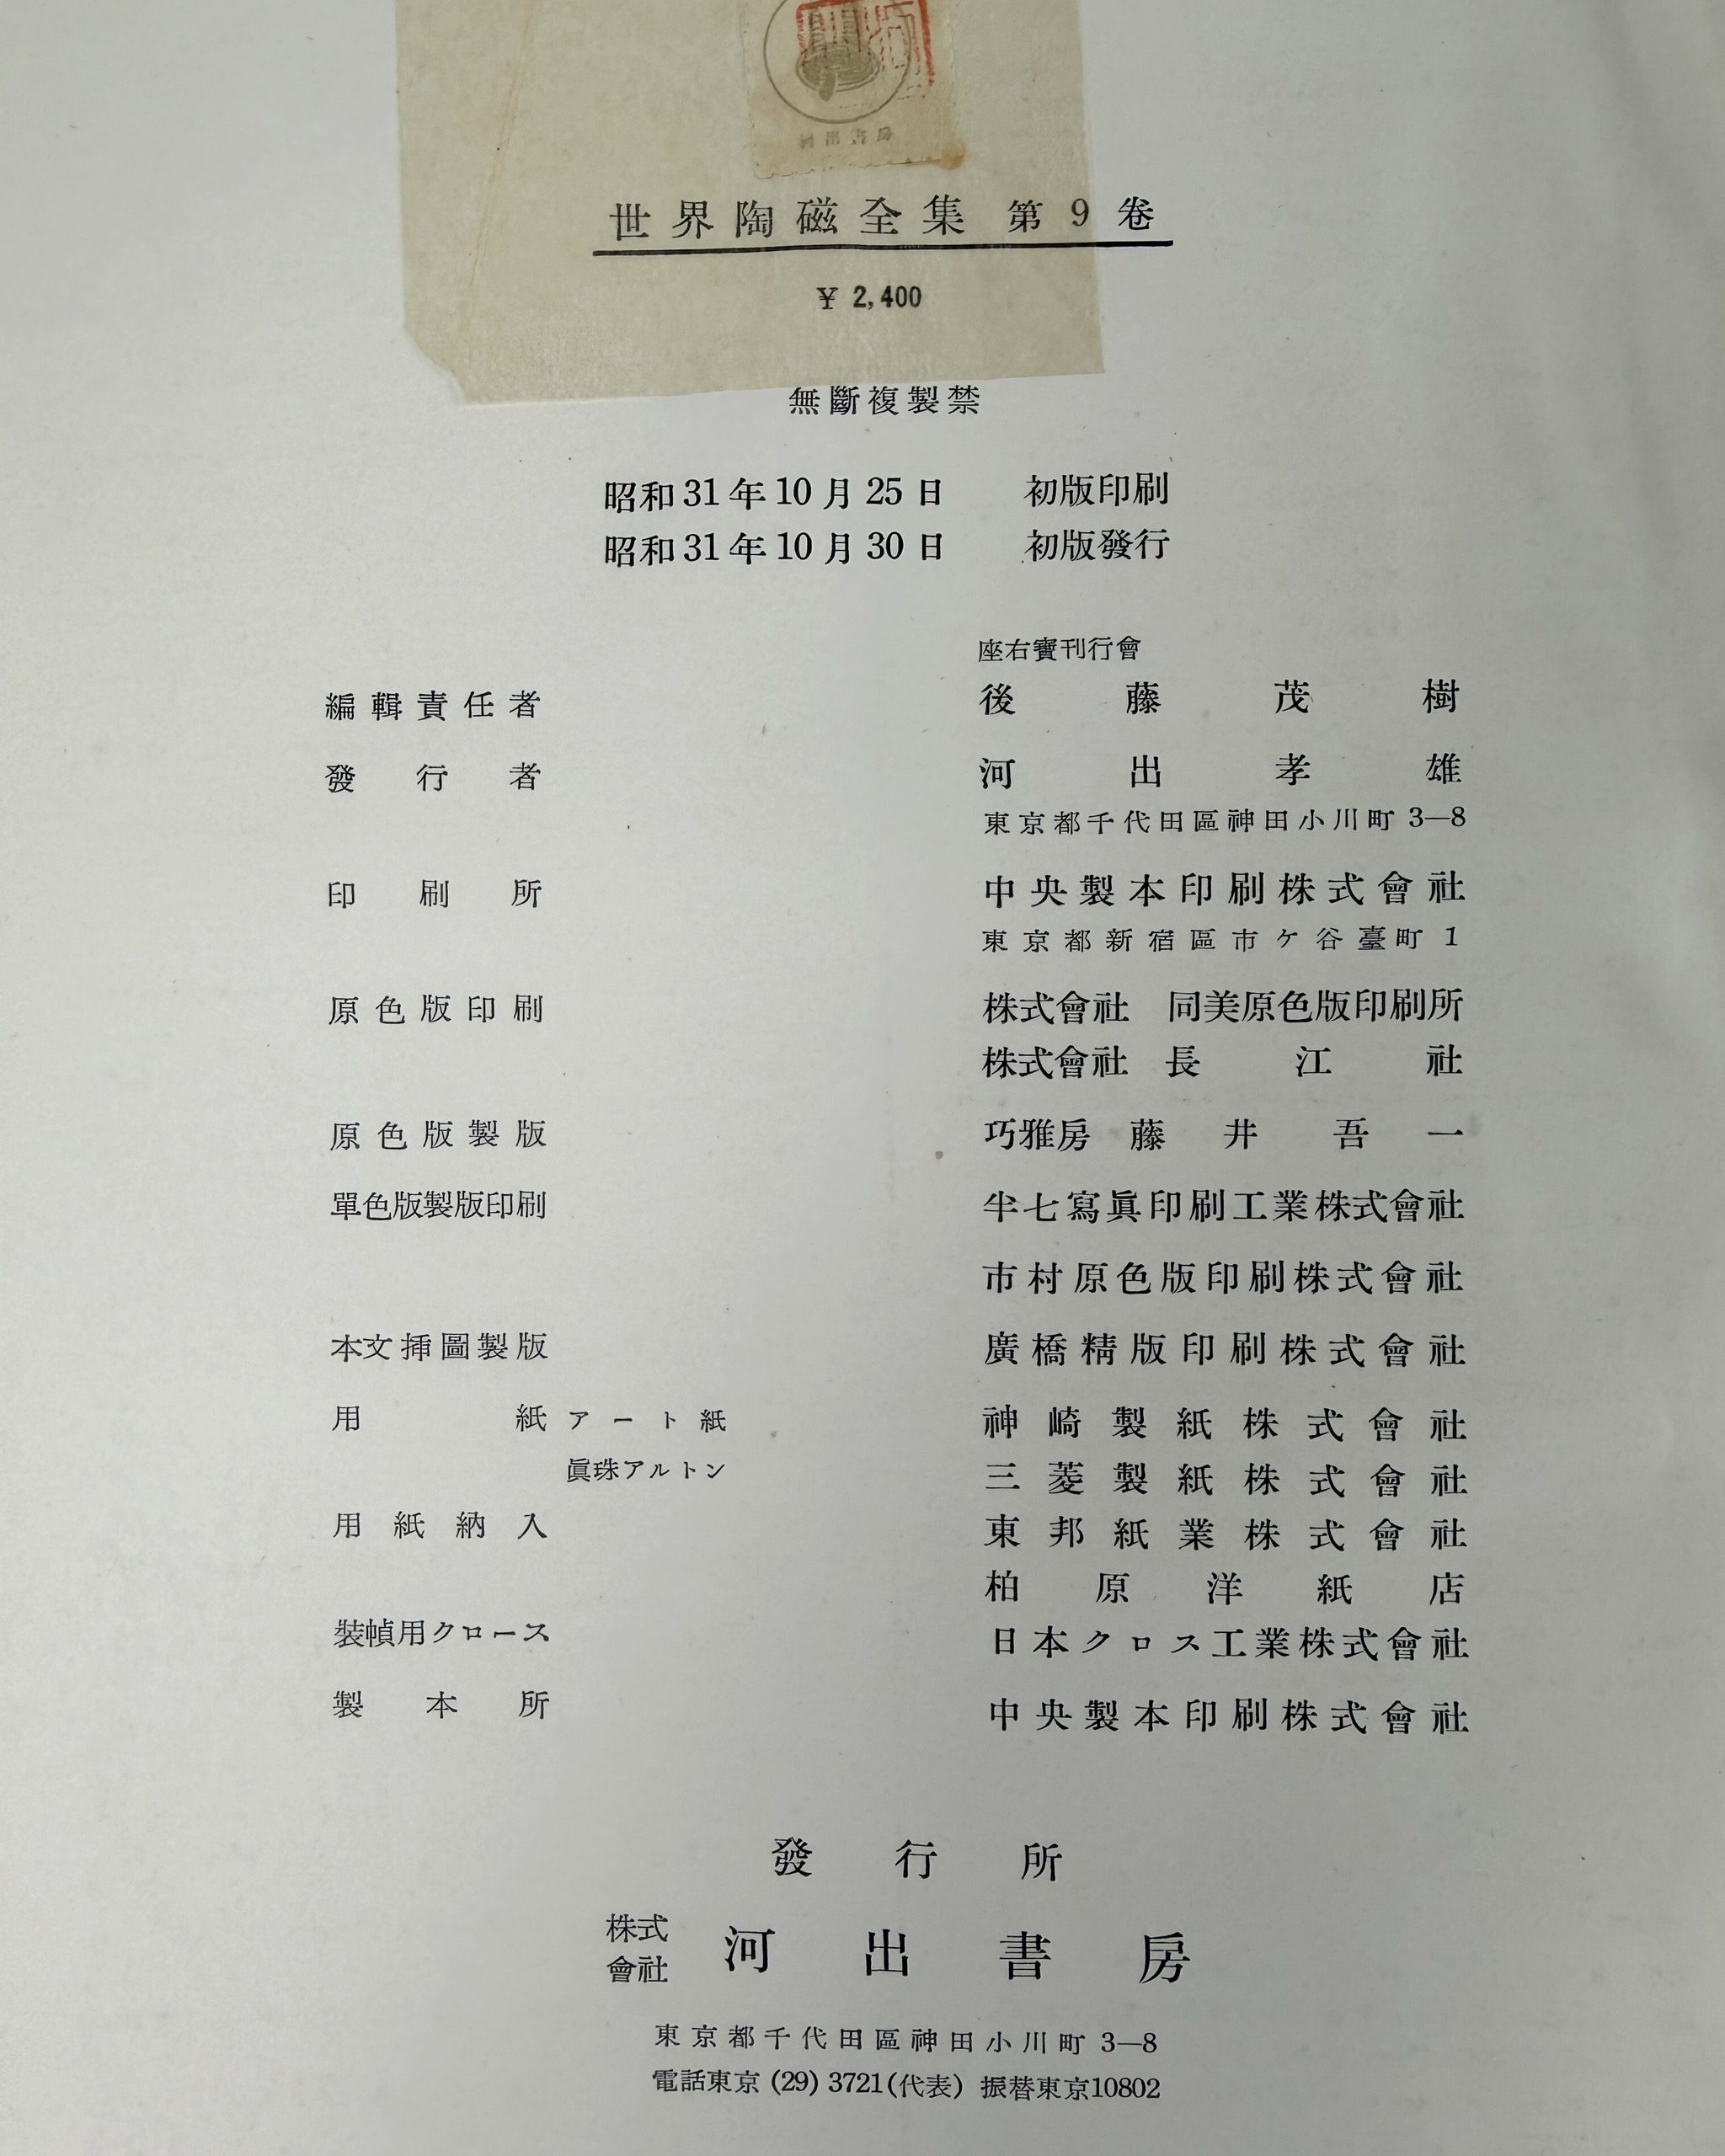 世界陶磁全集 第9卷
¥ 2,400
無斷複製禁
昭和31年10月25日 初版印刷
昭和31年10月30日 初版發行
座右寶刊行會
編輯責任者 後藤茂樹
發行者 河出孝雄
東京都千代田區神田小川町 3—8
印刷所 中央製本印刷株式會社
東京都新宿區市ケ谷臺町 1
原色版印刷 株式會社 同美原色版印刷所
株式會社 長江社
原色版製版 巧雅房 藤井吾一
單色版製版印刷 半七寫眞印刷工業株式會社
市村原色版印刷株式會社
本文挿圖製版 廣橋精版印刷株式會社
用紙 アート紙 神崎製紙株式會社
眞珠アルトン 三菱製紙株式會社
用紙納入 東邦紙業株式會社
柏原洋紙店
裝幀用クロース 日本クロス工業株式會社
製本所 中央製本印刷株式會社
發行所
株式會社 河出書房
東京都千代田區神田小川町 3—8
電話東京 (29) 3721(代表) 振替東京10802